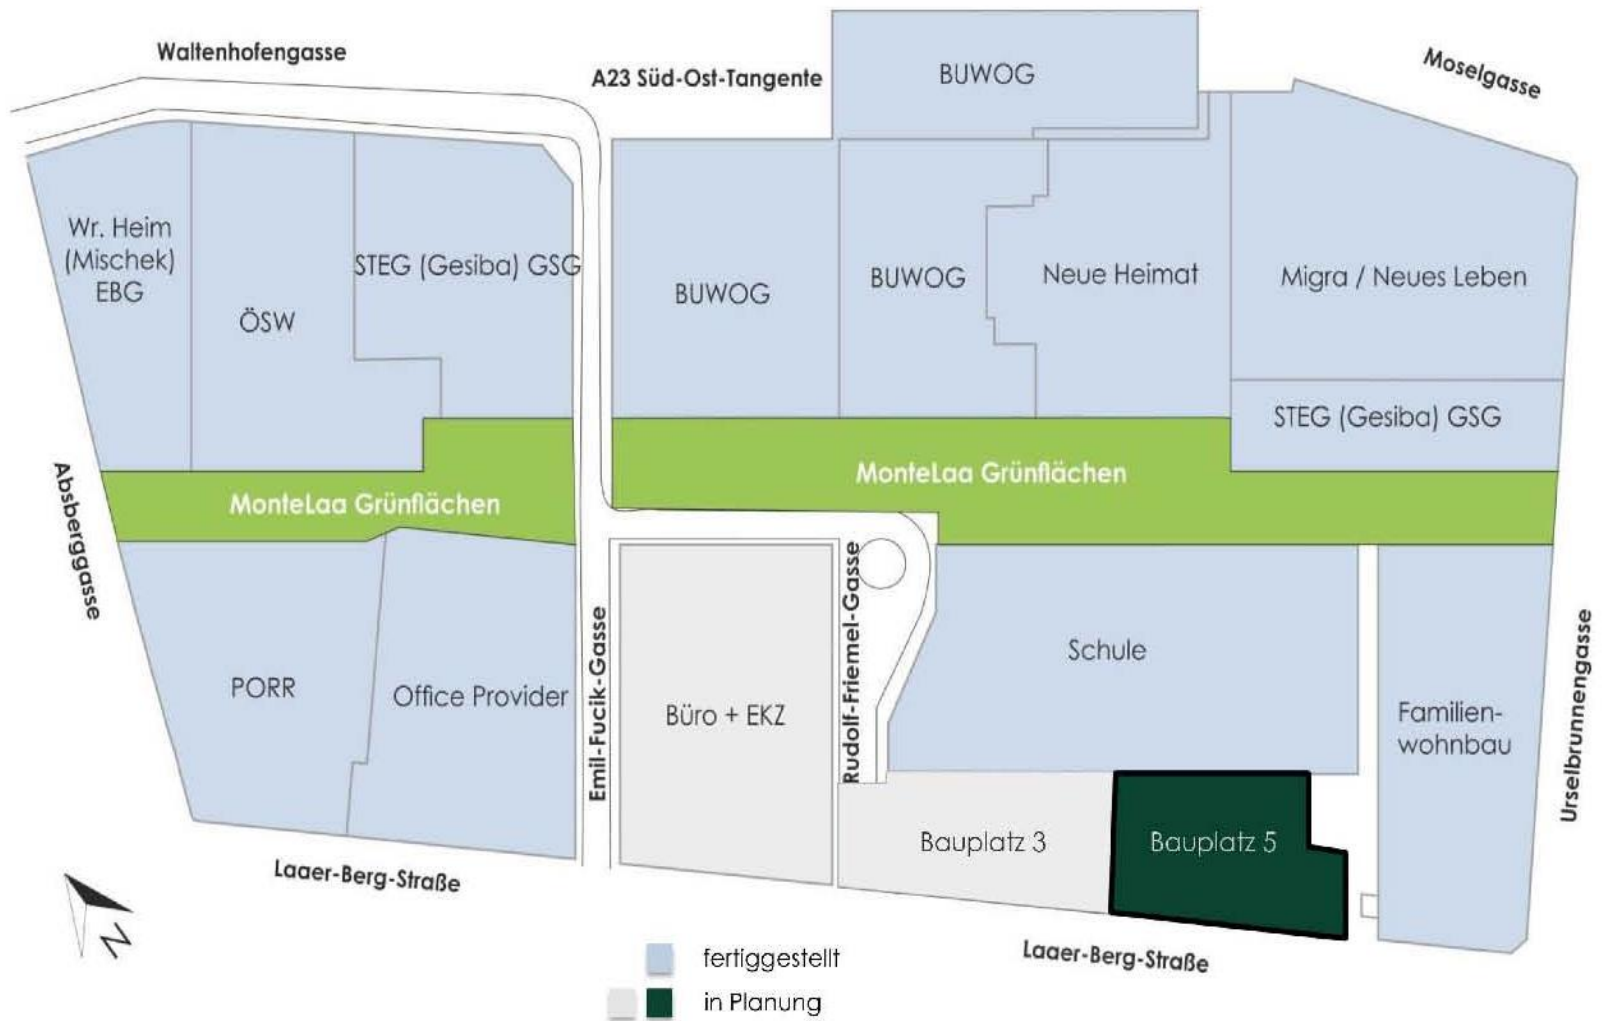 Waltenhofengasse
A23 Süd-Ost-Tangente
BUWOG
Moselgasse
Wr. Heim
(Mischek)
EBG
ÖSW
STEG (Gesiba) GSG
BUWOG
BUWOG
Neue Heimat
Migra / Neues Leben
STEG (Gesiba) GSG
MonteLaa Grünflächen
MonteLaa Grünflächen
Absberggasse
PORR
Office Provider
Emil-Fucik-Gasse
Büro + EKZ
Rudolf-Friemel-Gasse
Schule
Familien-
wohnbau
Urselbrunnengasse
Bauplatz 3
Bauplatz 5
Laaer-Berg-Straße
Laaer-Berg-Straße
N
fertiggestellt
in Planung